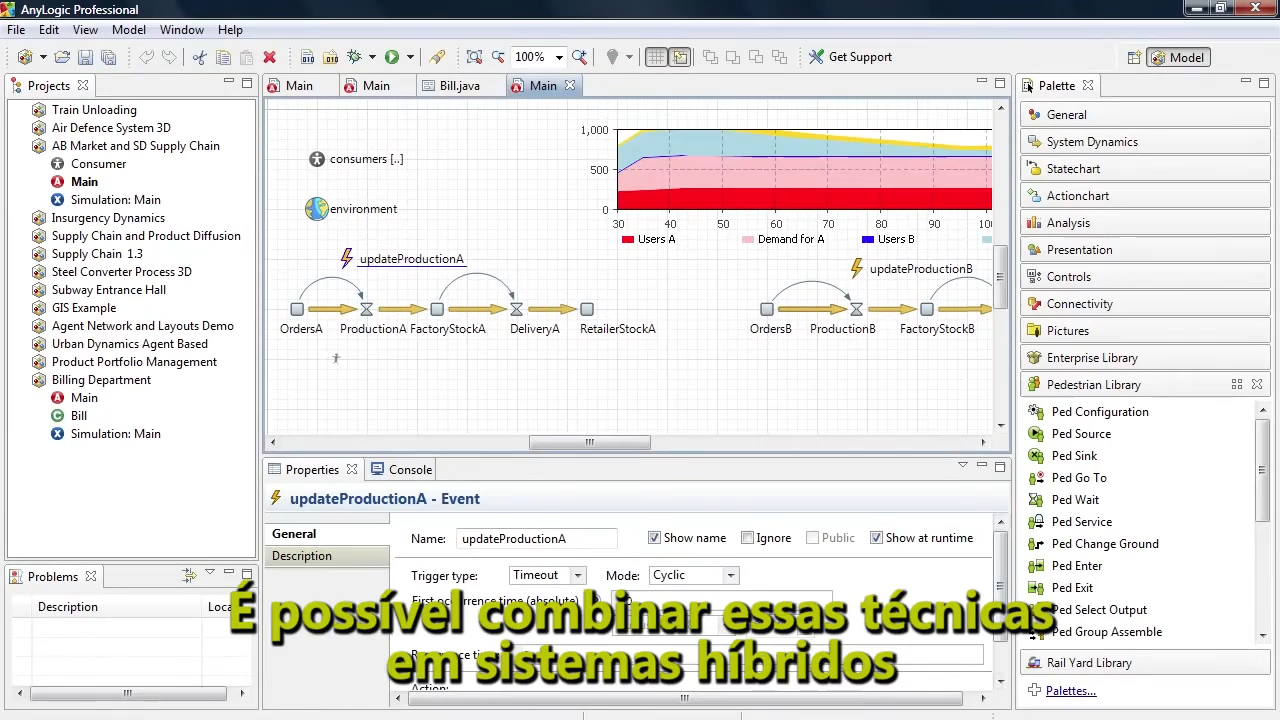 AnyLogic Professional
File Edit View Model Window Help
100% Get Support Model
Projects
Train Unloading
Air Defence System 3D
AB Market and SD Supply Chain
Consumer
Main
Simulation: Main
Insurgency Dynamics
Supply Chain and Product Diffusion
Supply Chain 1.3
Steel Converter Process 3D
Subway Entrance Hall
GIS Example
Agent Network and Layouts Demo
Urban Dynamics Agent Based
Product Portfolio Management
Billing Department
Main
Bill
Simulation: Main
Problems
Description Loca
Main Main Bill.java Main
consumers [..]
environment
1,000
500
0
30 40 50 60 70 80 90 100
Users A Demand for A Users B
updateProductionA
OrdersA ProductionA FactoryStockA DeliveryA RetailerStockA
updateProductionB
OrdersB ProductionB FactoryStockB
Properties Console
updateProductionA - Event
General
Description
Name: updateProductionA Show name Ignore Public Show at runtime
Trigger type: Timeout Mode: Cyclic
First occurrence time (absolute)
Action:
É possível combinar essas técnicas
em sistemas híbridos
Palette
General
System Dynamics
Statechart
Actionchart
Analysis
Presentation
Controls
Connectivity
Pictures
Enterprise Library
Pedestrian Library
Ped Configuration
Ped Source
Ped Sink
Ped Go To
Ped Wait
Ped Service
Ped Change Ground
Ped Enter
Ped Exit
Ped Select Output
Ped Group Assemble
Rail Yard Library
Palettes...